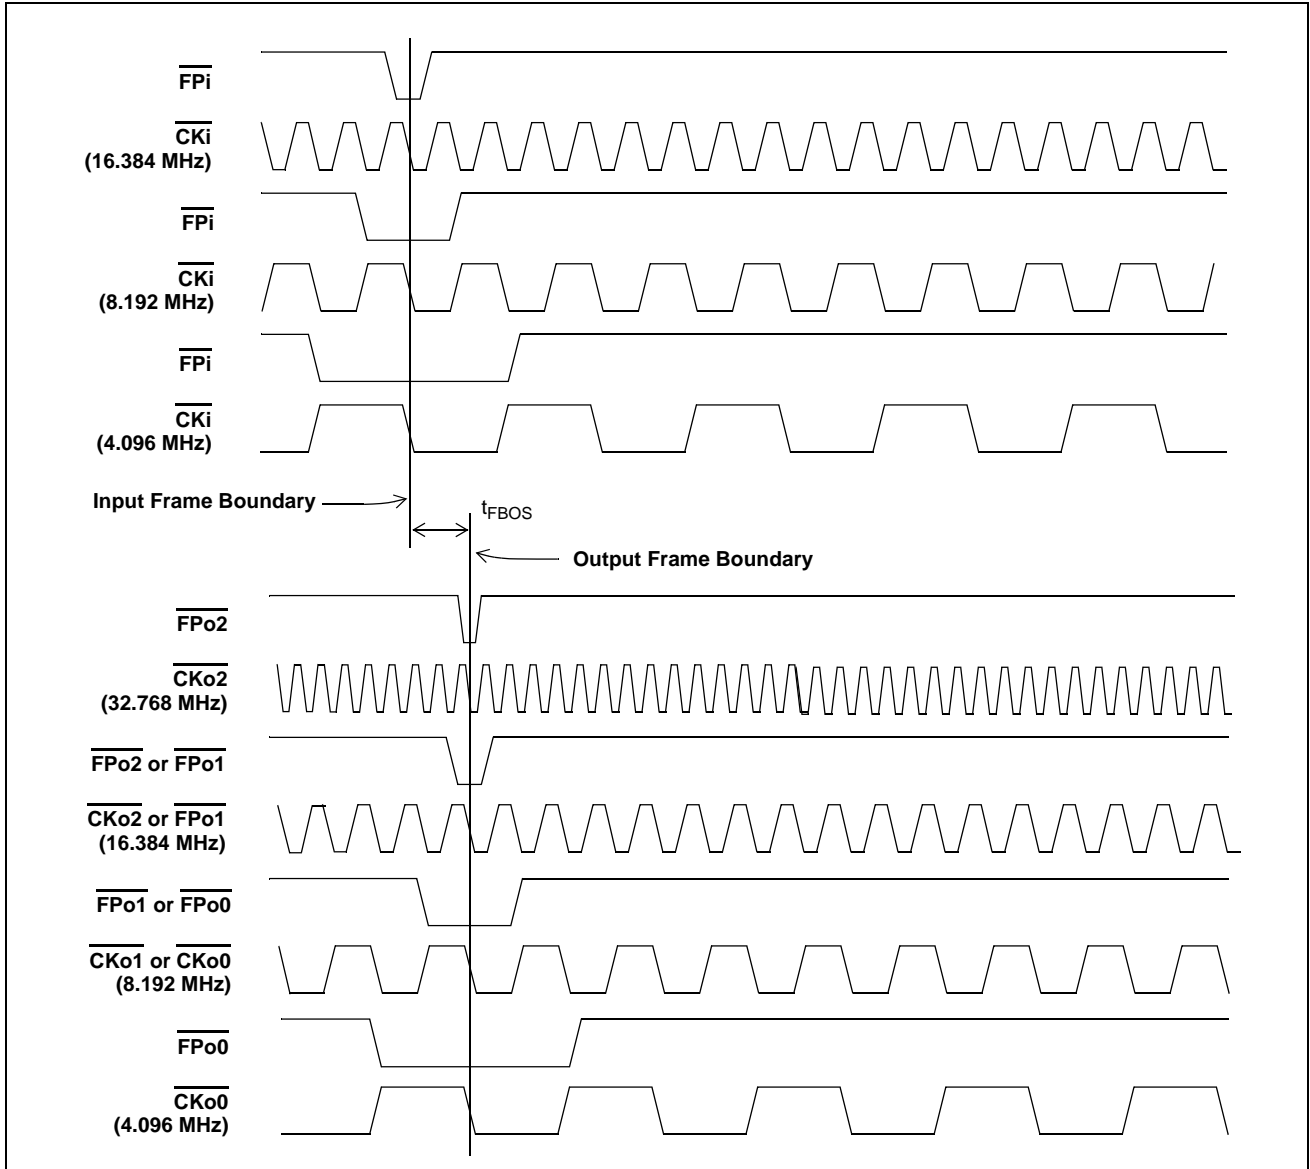 FPi
CKi
(16.384 MHz)
FPi
CKi
(8.192 MHz)
FPi
CKi
(4.096 MHz)
Input Frame Boundary
tFBOS
Output Frame Boundary
FPo2
CKo2
(32.768 MHz)
FPo2 or FPo1
CKo2 or FPo1
(16.384 MHz)
FPo1 or FPo0
CKo1 or CKo0
(8.192 MHz)
FPo0
CKo0
(4.096 MHz)